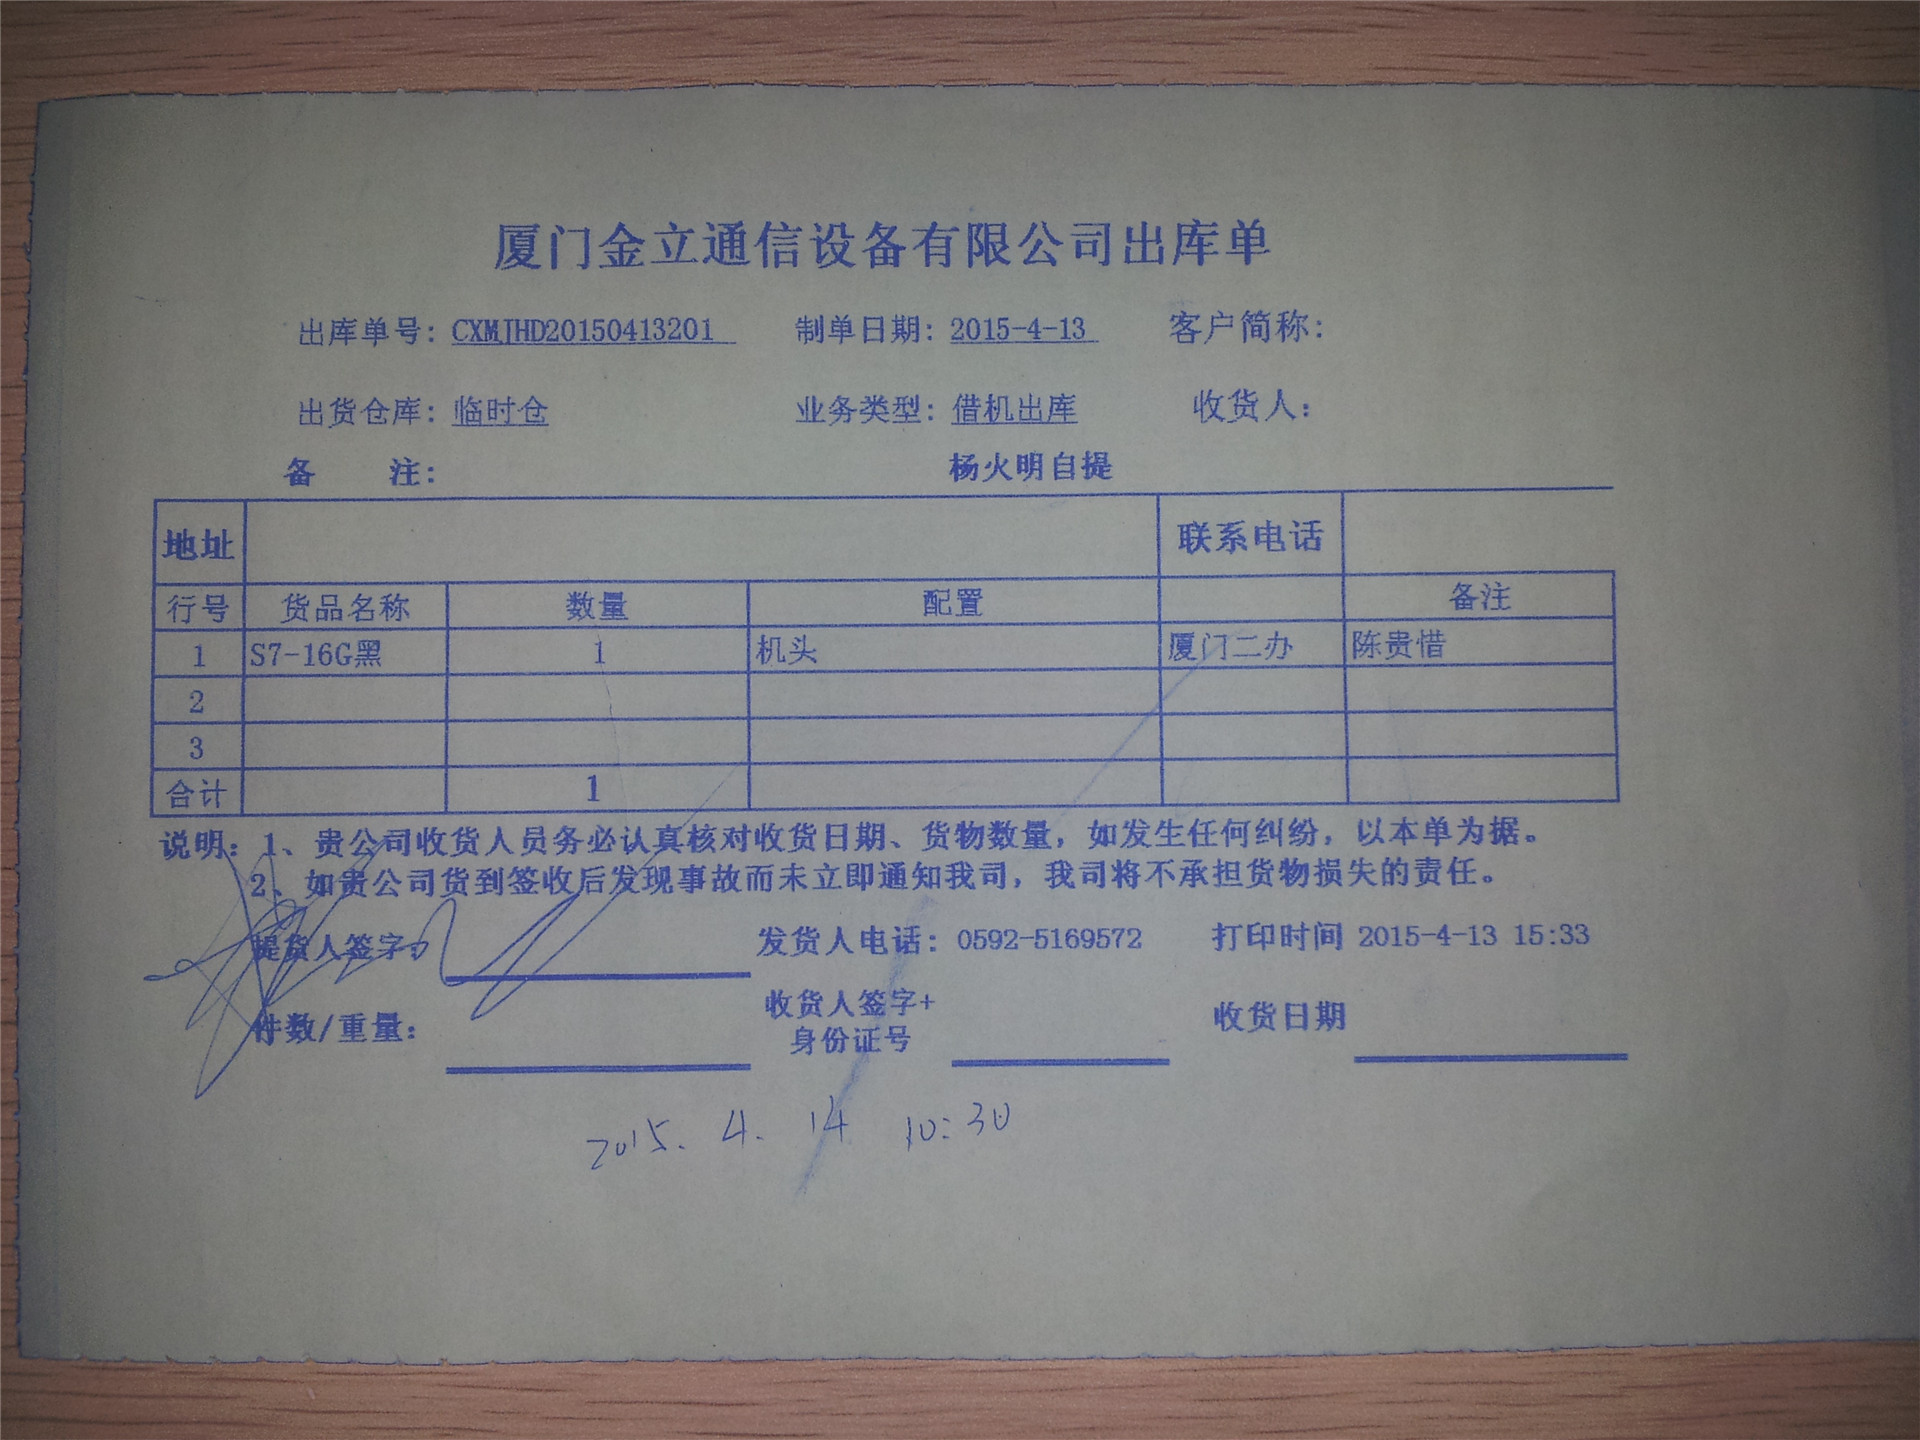 厦门金立通信设备有限公司出库单
出库单号：CXMJHD20150413201 制单日期：2015-4-13 客户简称：
出货仓库：临时仓 业务类型：借机出库 收货人：
备 注： 杨火明自提
地址 联系电话
行号 货品名称 数量 配置 备注
1 S7-16G黑 1 机头 厦门二办 陈贵惜
2
3
合计 1
说明：1、贵公司收货人员务必认真核对收货日期、货物数量，如发生任何纠纷，以本单为据。
2、如贵公司货到签收后发现事故而未立即通知我司，我司将不承担货物损失的责任。
提货人签字： 发货人电话：0592-5169572 打印时间 2015-4-13 15:33
件数/重量： 收货人签字+ 收货日期
身份证号
2015. 4. 14 10:30